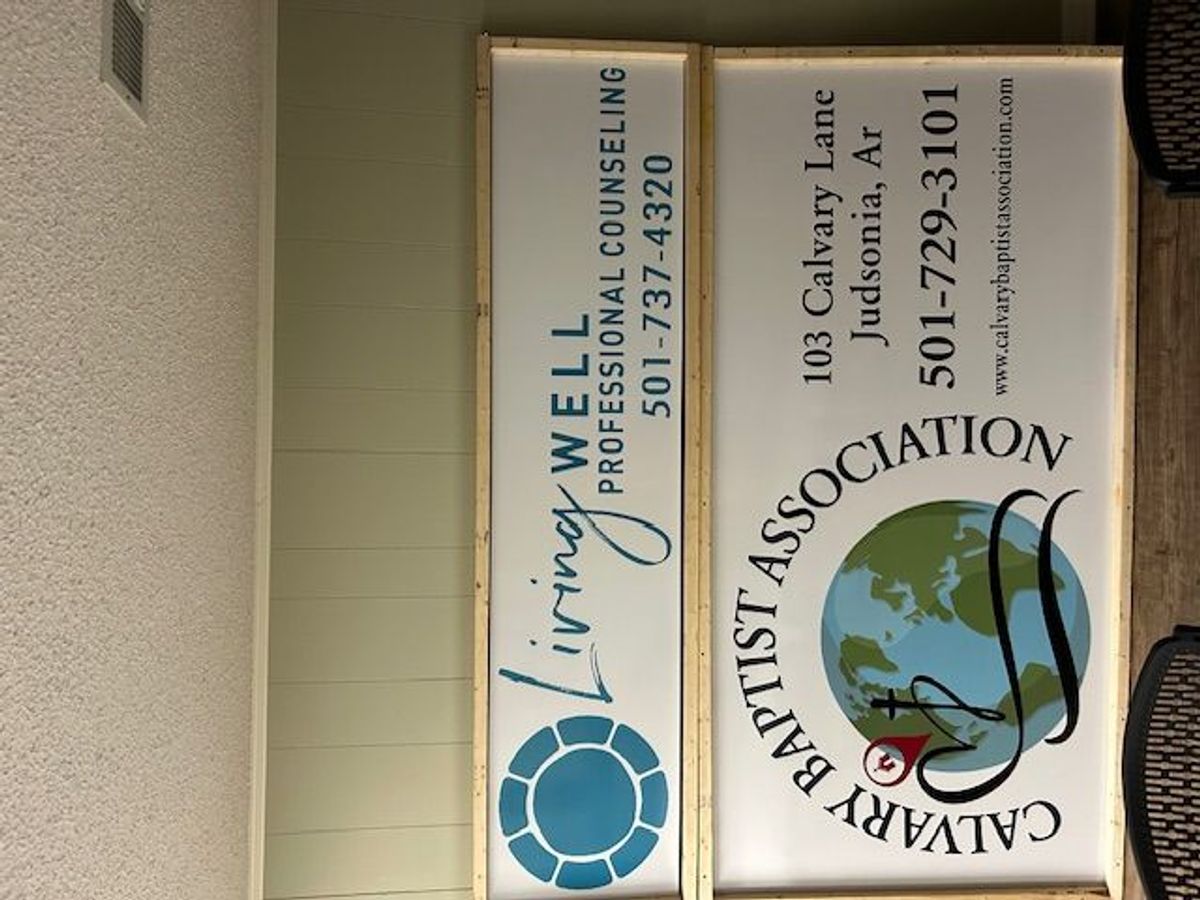 Living WELL
PROFESSIONAL COUNSELING
501-737-4320
CALVARY BAPTIST ASSOCIATION
103 Calvary Lane
Judsonia, Ar
501-729-3101
www.calvarybaptistassociation.com